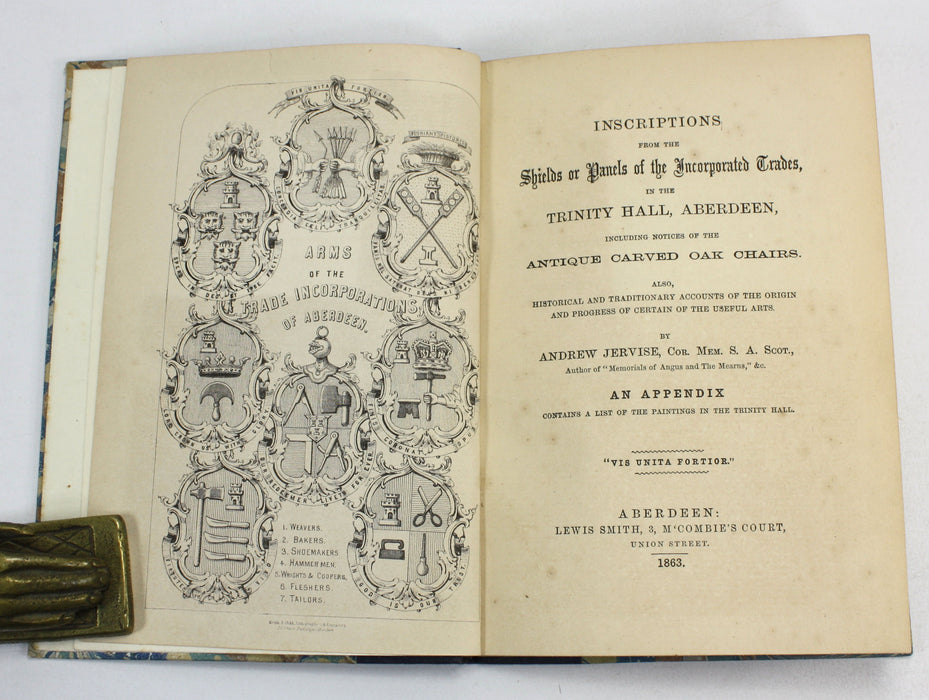 VIS UNITA FORTIOR
ARMS
OF THE
TRADE INCORPORATIONS,
OF ABERDEEN.
1. WEAVERS.
2. BAKERS.
3. SHOEMAKERS
4. HAMMERMEN.
5. WRIGHTS & COOPERS.
6. FLESHERS.
7. TAILORS.
IN GOD IS OUR TRUST.
INSCRIPTIONS
FROM THE
Shields or Panels of the Incorporated Trades,
IN THE
TRINITY HALL, ABERDEEN,
INCLUDING NOTICES OF THE
ANTIQUE CARVED OAK CHAIRS.
ALSO,
HISTORICAL AND TRADITIONARY ACCOUNTS OF THE ORIGIN
AND PROGRESS OF CERTAIN OF THE USEFUL ARTS.
BY
ANDREW JERVISE, COR. MEM. S. A. SCOT.,
Author of "Memorials of Angus and The Mearns," &c.
AN APPENDIX
CONTAINS A LIST OF THE PAINTINGS IN THE TRINITY HALL.
"VIS UNITA FORTIOR."
ABERDEEN:
LEWIS SMITH, 3, M'COMBIE'S COURT,
UNION STREET.
1863.